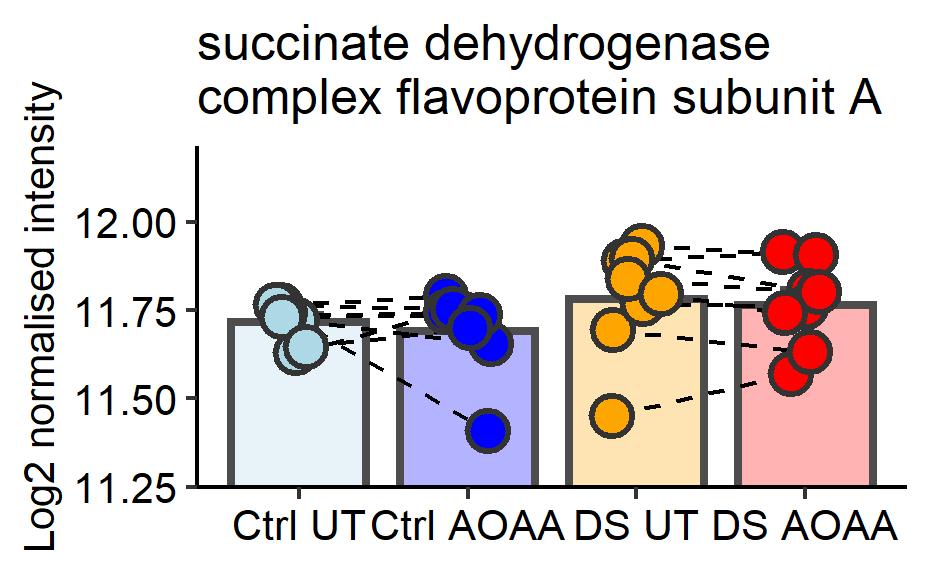 succinate dehydrogenase
complex flavoprotein subunit A
Log2 normalised intensity
12.00
11.75
11.50
11.25
Ctrl UT Ctrl AOAA DS UT DS AOAA